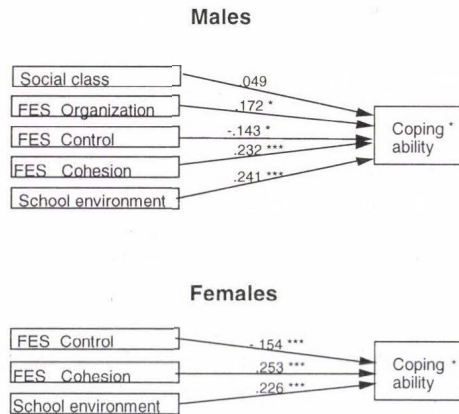 Males
Social class
.049
FES Organization
.172 *
FES Control
-.143 *
Coping *
ability
FES Cohesion
.232 ***
School environment
.241 ***
Females
FES Control
-.154 ***
FES Cohesion
.253 ***
Coping *
ability
School environment
.226 ***